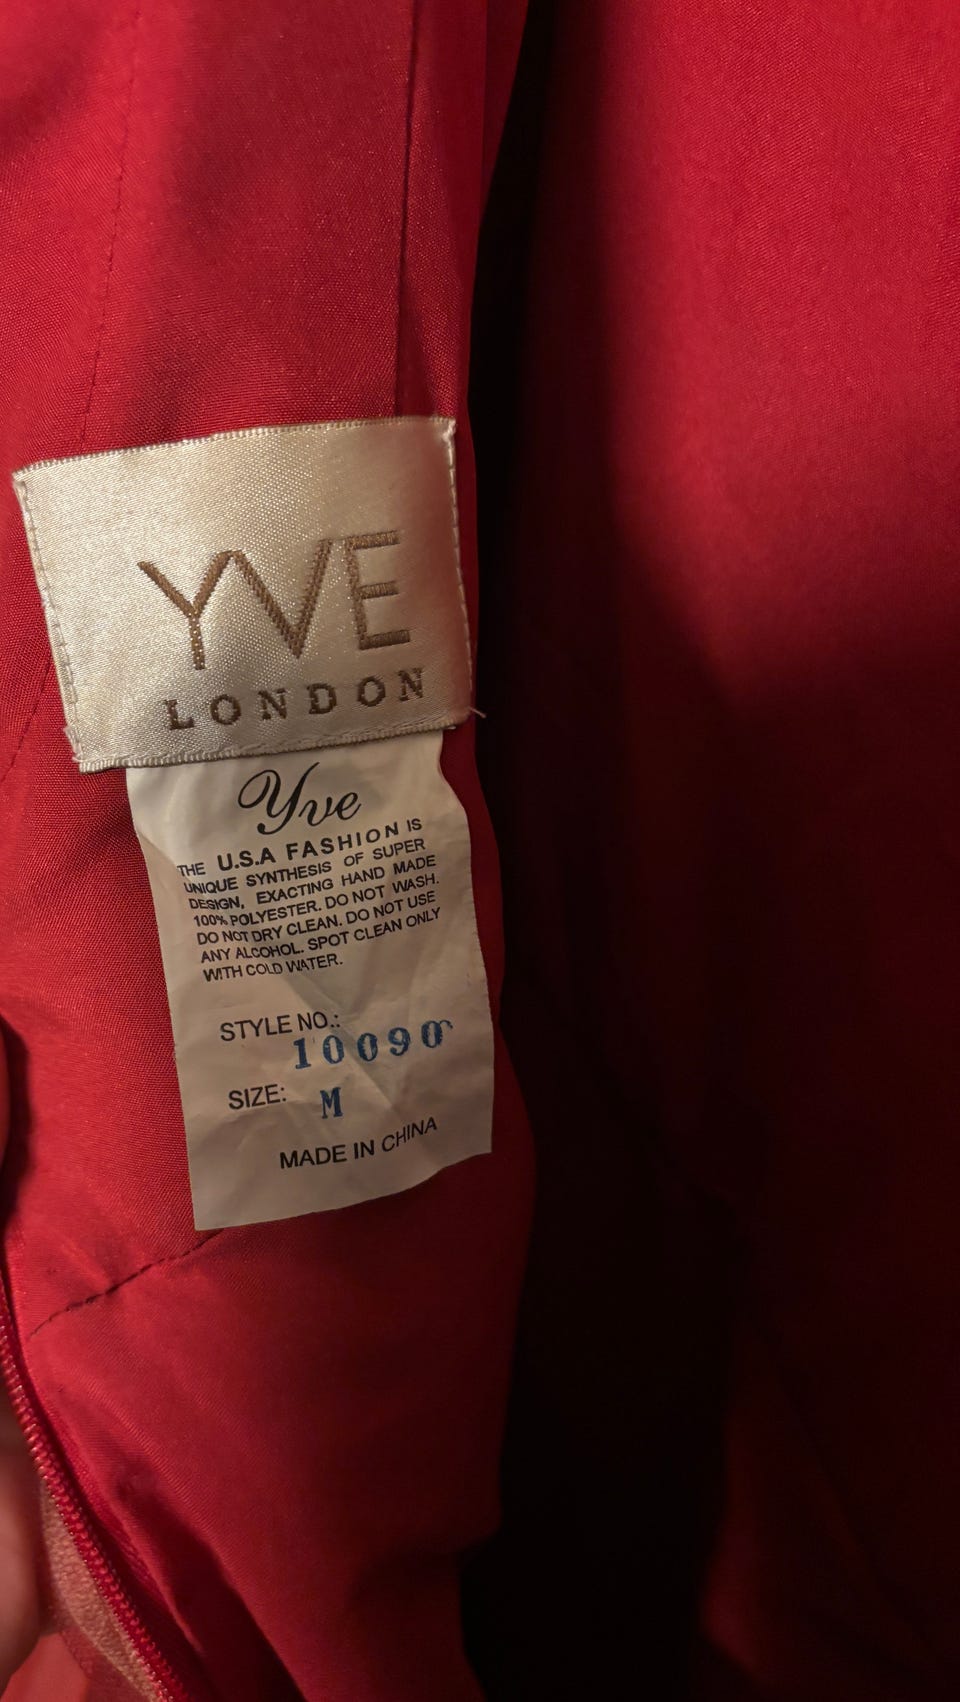 YVE
LONDON
Yve
THE U.S.A FASHION IS
UNIQUE SYNTHESIS OF SUPER
DESIGN, EXACTING HAND MADE
100% POLYESTER. DO NOT WASH.
DO NOT DRY CLEAN. DO NOT USE
ANY ALCOHOL. SPOT CLEAN ONLY
WITH COLD WATER.
STYLE NO.:
10090
SIZE: M
MADE IN CHINA